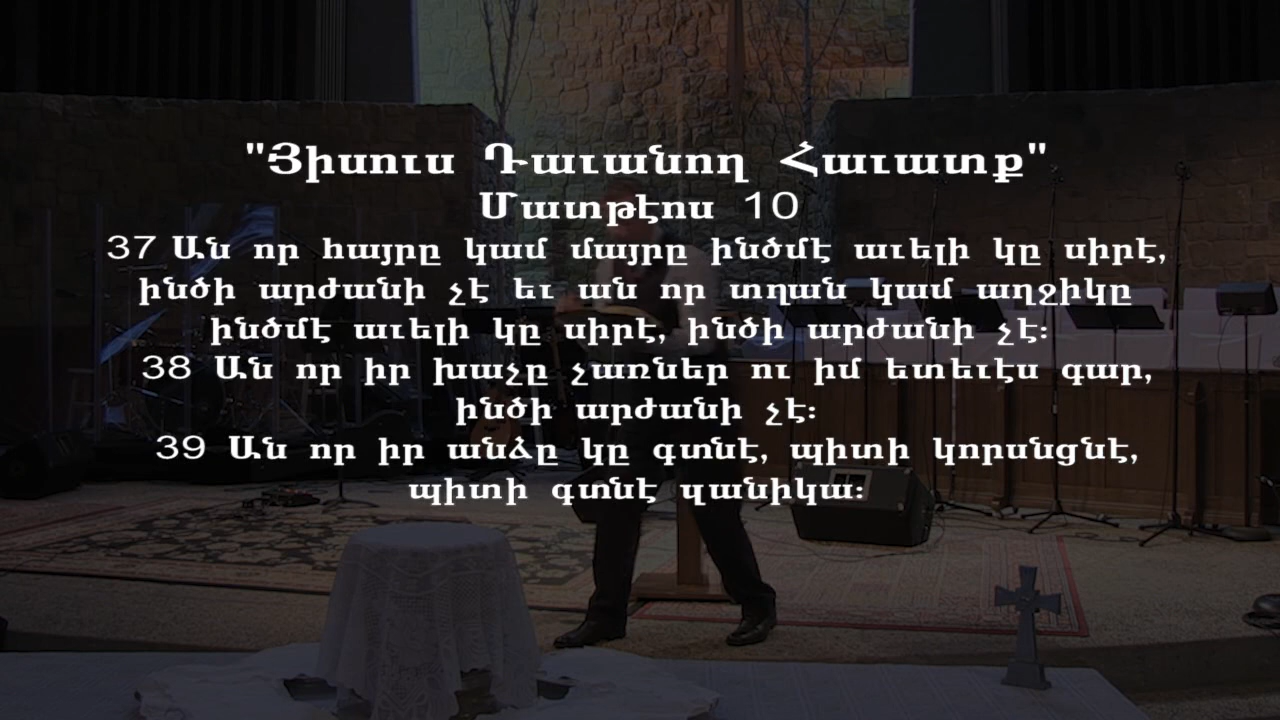 "Յիսուս Դաւանող Հաւատք"
Մատթէոս 10
37 Ան որ հայրը կամ մայրը ինծմէ աւելի կը սիրէ,
ինծի արժանի չէ եւ ան որ տղան կամ աղջիկը
ինծմէ աւելի կը սիրէ, ինծի արժանի չէ:
38 Ան որ իր խաչը չառներ ու իմ ետեւէս գար,
ինծի արժանի չէ:
39 Ան որ իր անձը կը գտնէ, պիտի կորսնցնէ,
պիտի գտնէ զանիկա: